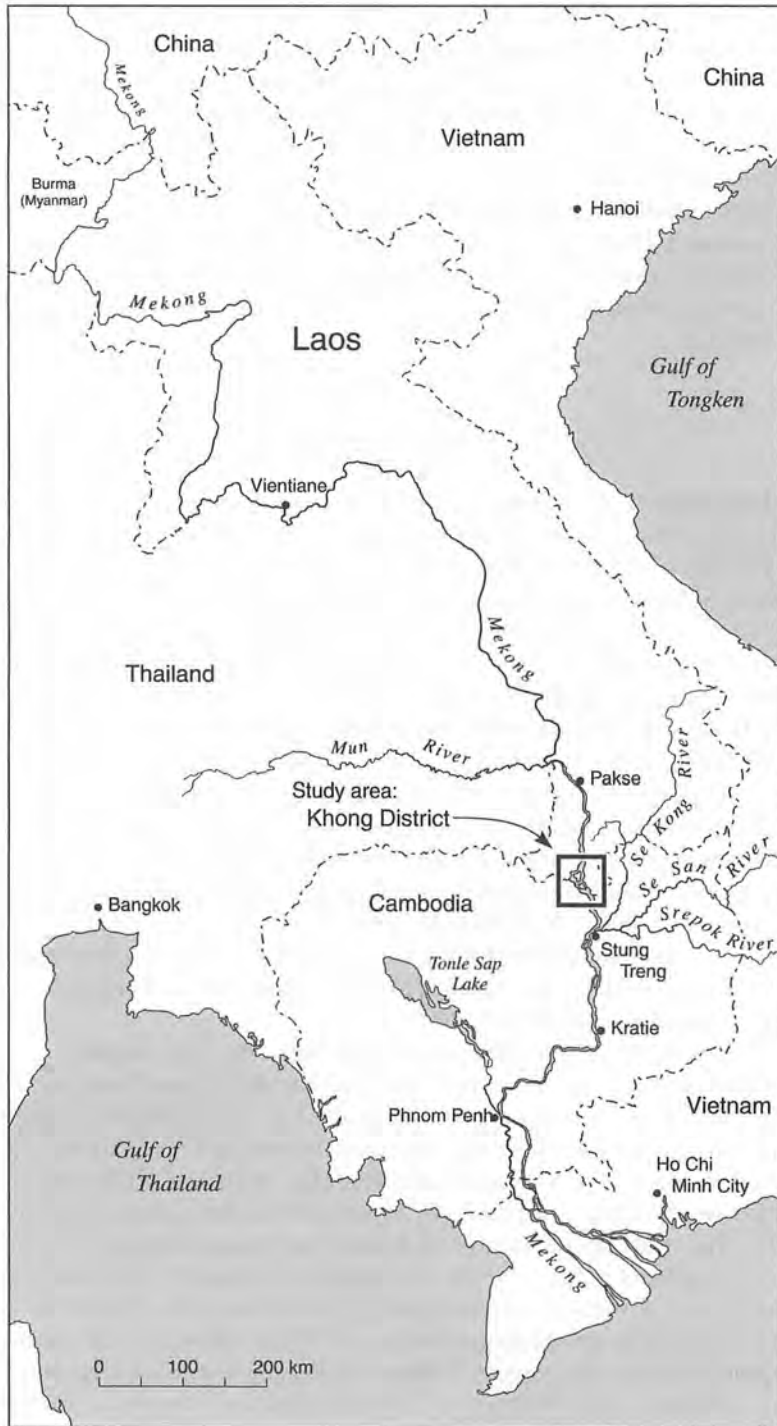 China
Mekong
China
Vietnam
Burma
(Myanmar)
Hanoi
Mekong
Laos
Gulf of
Tongken
Vientiane
Mekong
Thailand
Mun River
Pakse
Study area:
Khong District
Se Kong River
Se San River
Srepok River
Bangkok
Cambodia
Stung
Treng
Tonle Sap
Lake
Kratie
Phnom Penh
Vietnam
Gulf of
Thailand
Ho Chi
Minh City
Mekong
0 100 200 km